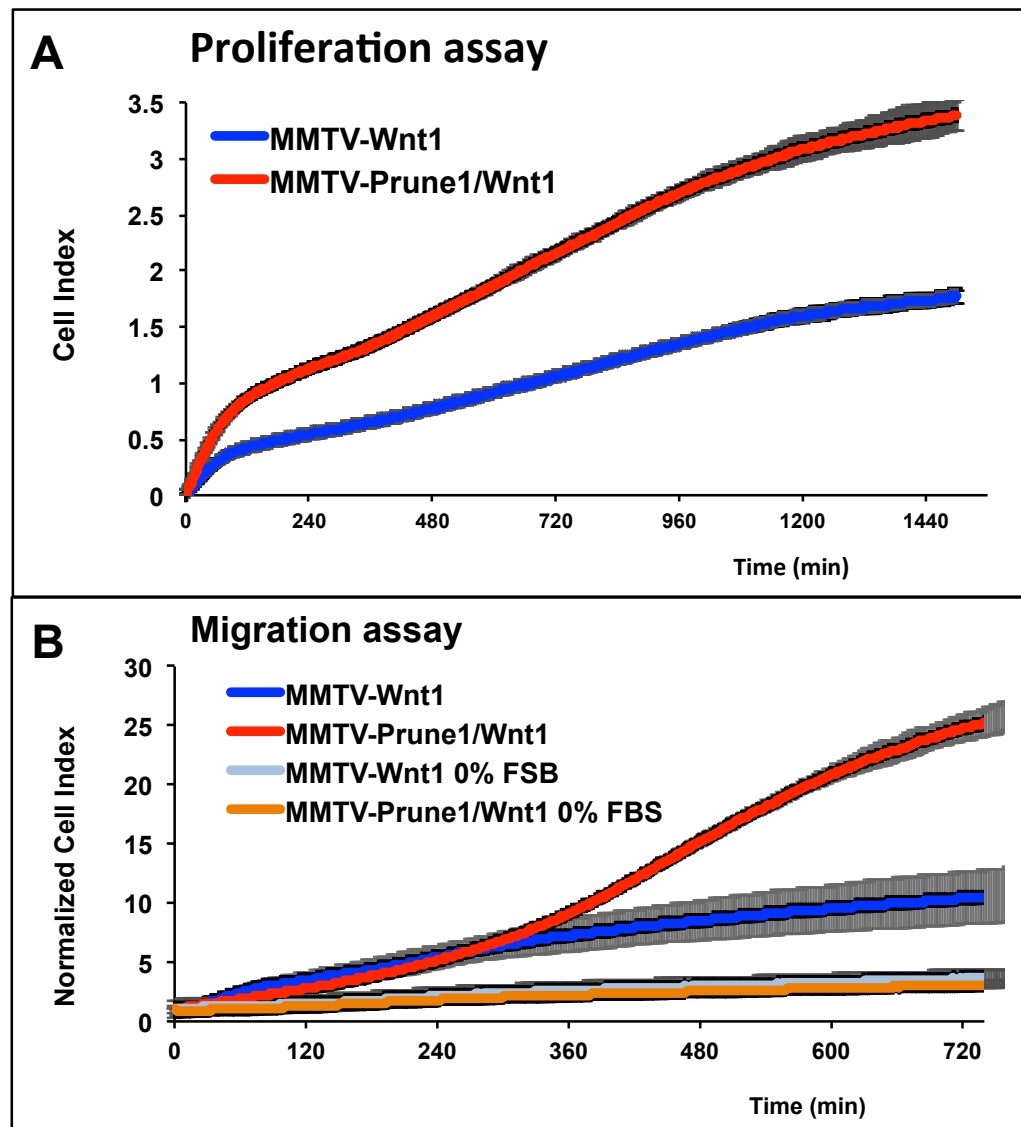 A
Proliferation assay
3.5
3
2.5
2
1.5
1
0.5
0
Cell Index
MMTV-Wnt1
MMTV-Prune1/Wnt1
0 240 480 720 960 1200 1440
Time (min)
B
Migration assay
30
25
20
15
10
5
0
Normalized Cell Index
MMTV-Wnt1
MMTV-Prune1/Wnt1
MMTV-Wnt1 0% FSB
MMTV-Prune1/Wnt1 0% FBS
0 120 240 360 480 600 720
Time (min)